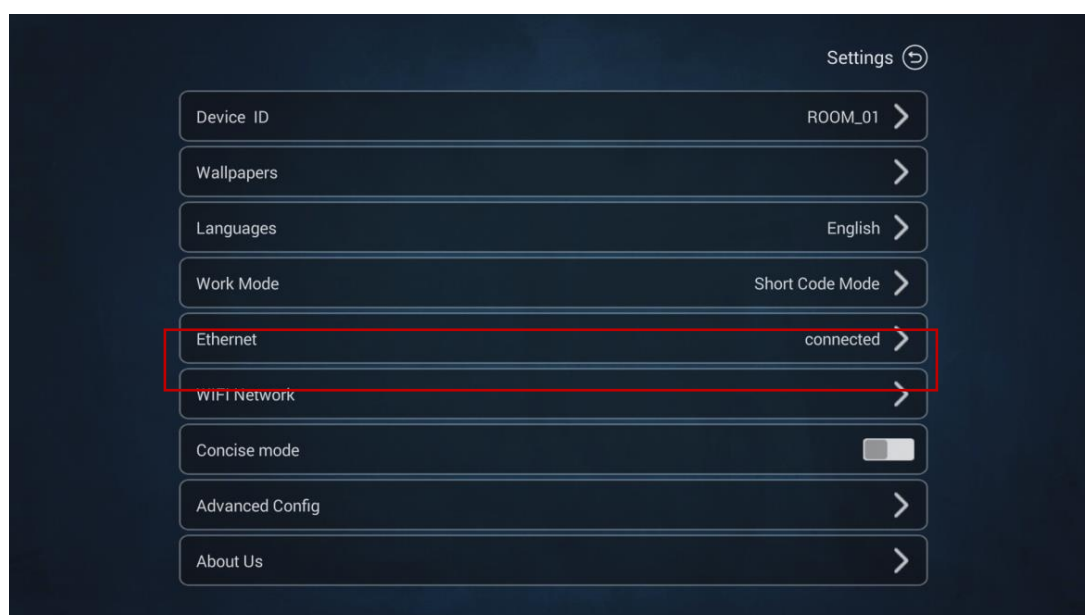 Settings
Device ID ROOM_01
Wallpapers
Languages English
Work Mode Short Code Mode
Ethernet connected
WIFI Network
Concise mode
Advanced Config
About Us